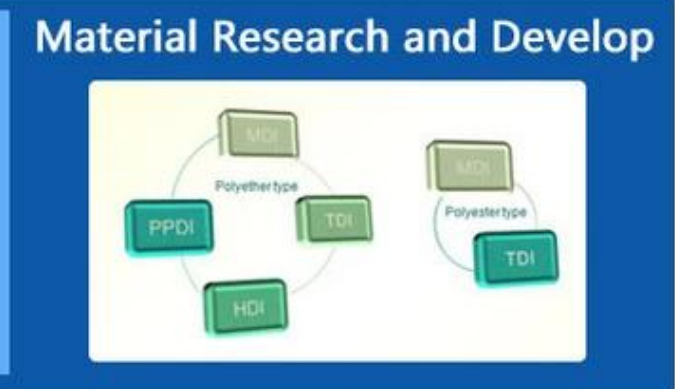 Material Research and Develop
MDI
Polyether type
PPDI
TDI
HDI
MDI
Polyester type
TDI